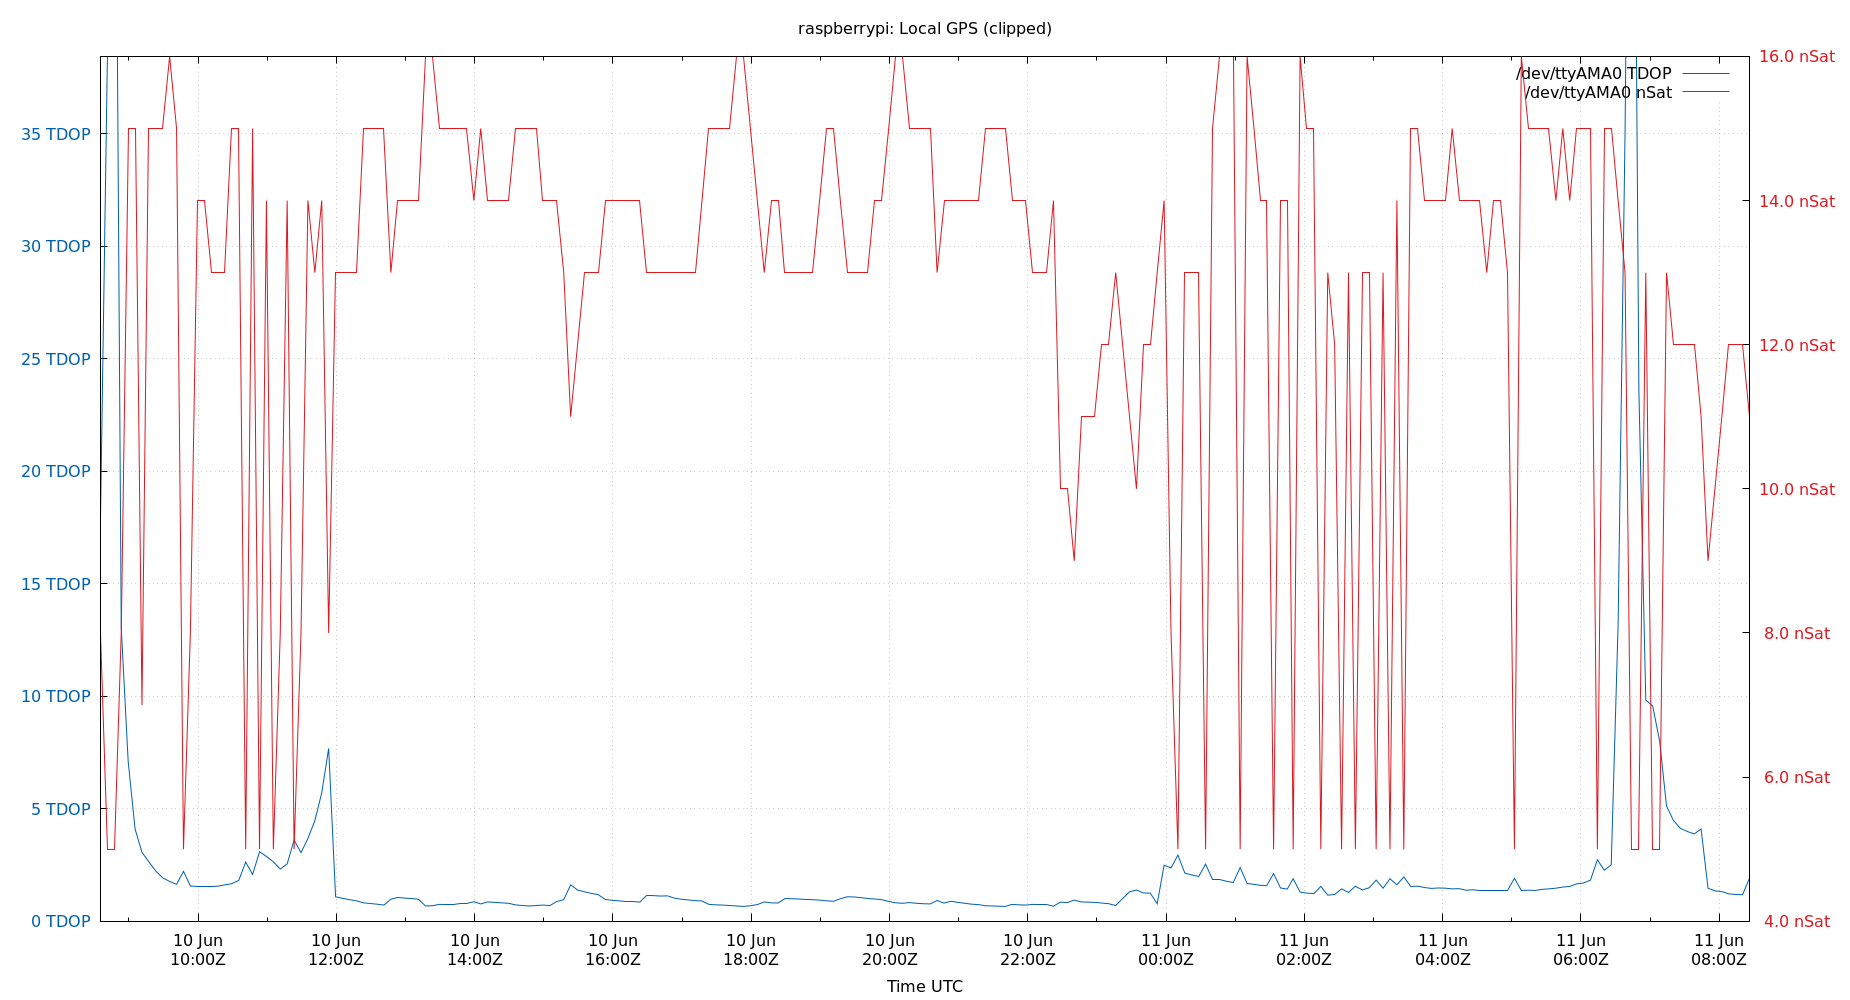 raspberrypi: Local GPS (clipped)
/dev/ttyAMA0 TDOP
/dev/ttyAMA0 nSat
35 TDOP
30 TDOP
25 TDOP
20 TDOP
15 TDOP
10 TDOP
5 TDOP
0 TDOP
16.0 nSat
14.0 nSat
12.0 nSat
10.0 nSat
8.0 nSat
6.0 nSat
4.0 nSat
10 Jun
10:00Z
10 Jun
12:00Z
10 Jun
14:00Z
10 Jun
16:00Z
10 Jun
18:00Z
10 Jun
20:00Z
10 Jun
22:00Z
11 Jun
00:00Z
11 Jun
02:00Z
11 Jun
04:00Z
11 Jun
06:00Z
11 Jun
08:00Z
Time UTC